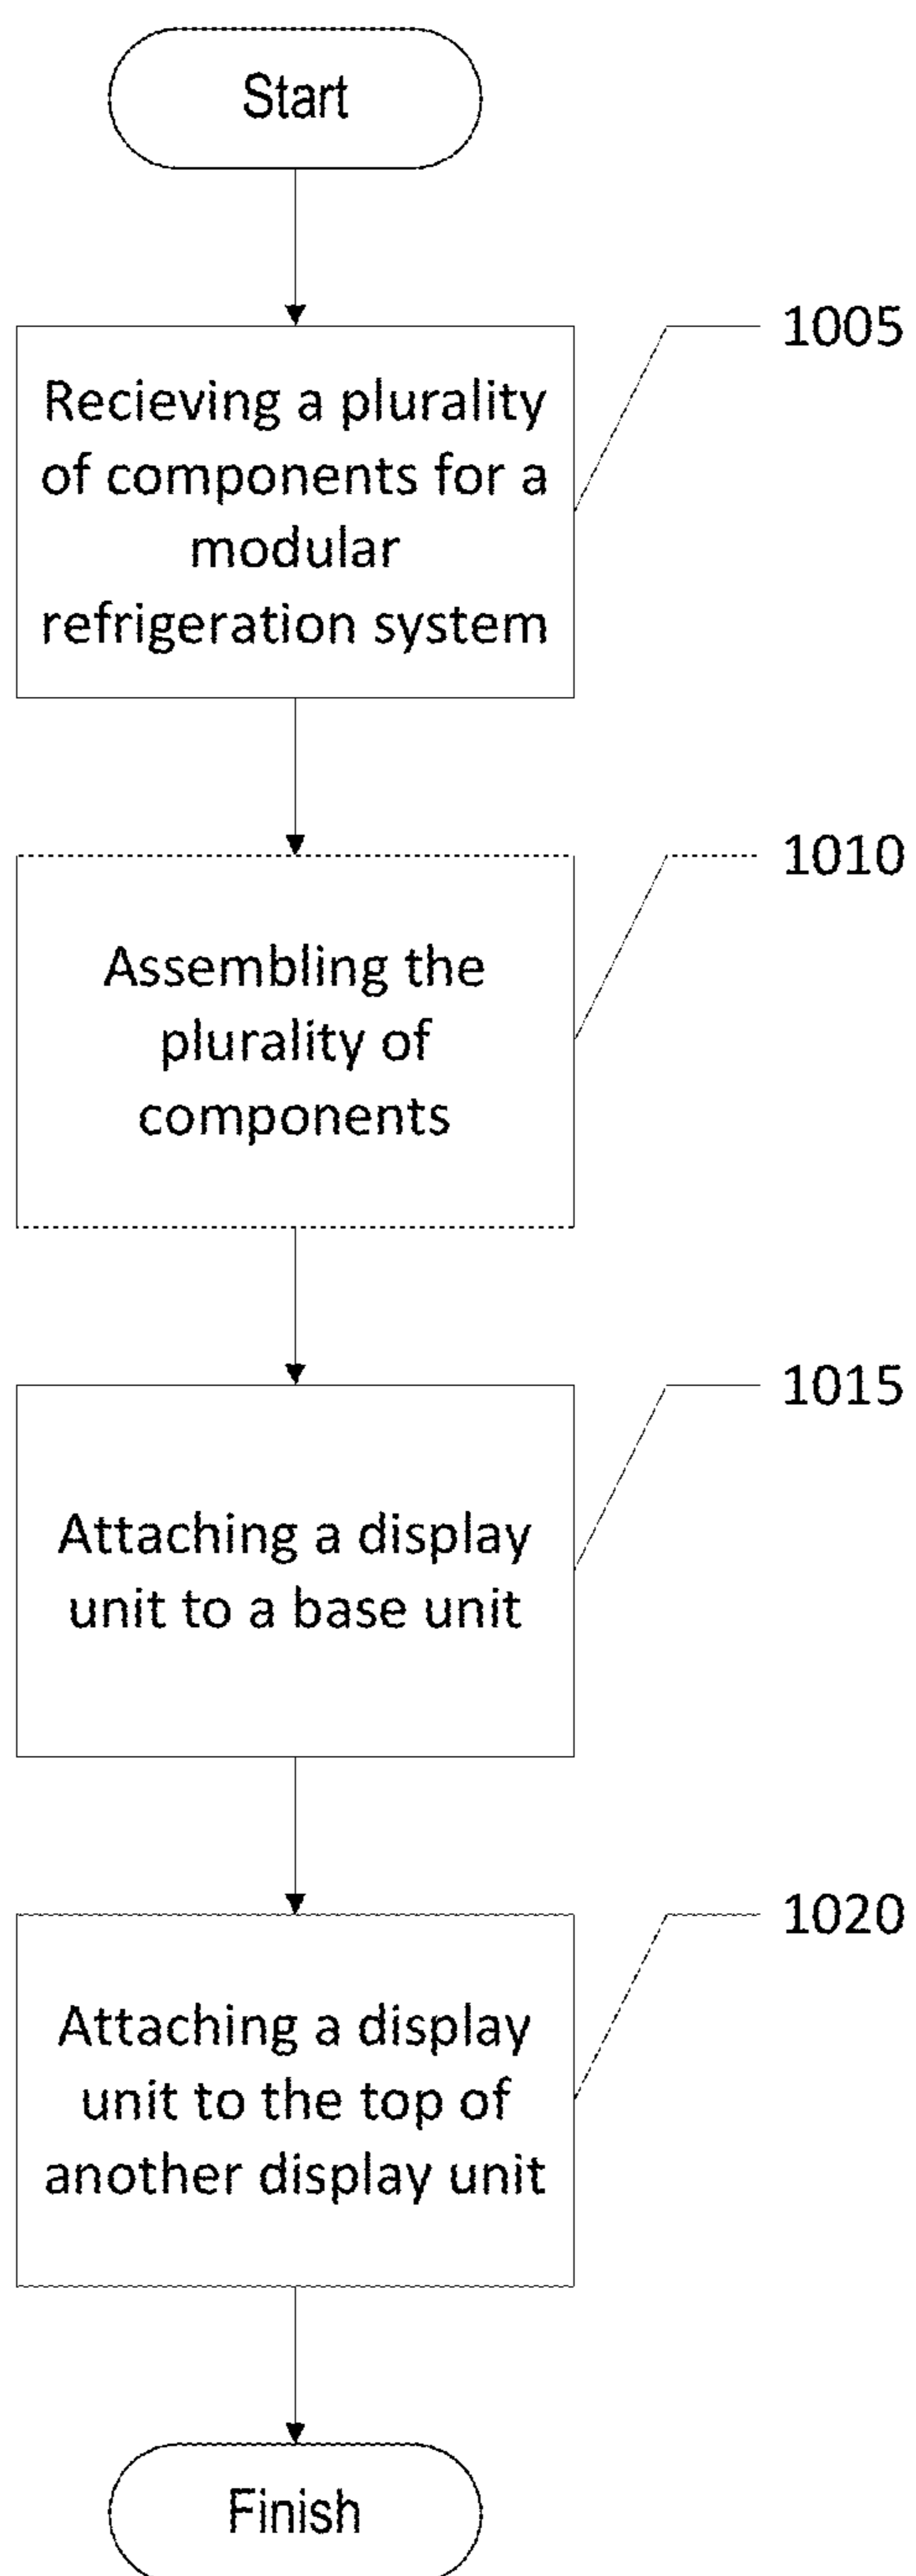 Start
1005
Recieving a plurality
of components for a
modular
refrigeration system
1010
Assembling the
plurality of
components
1015
Attaching a display
unit to a base unit
1020
Attaching a display
unit to the top of
another display unit
Finish